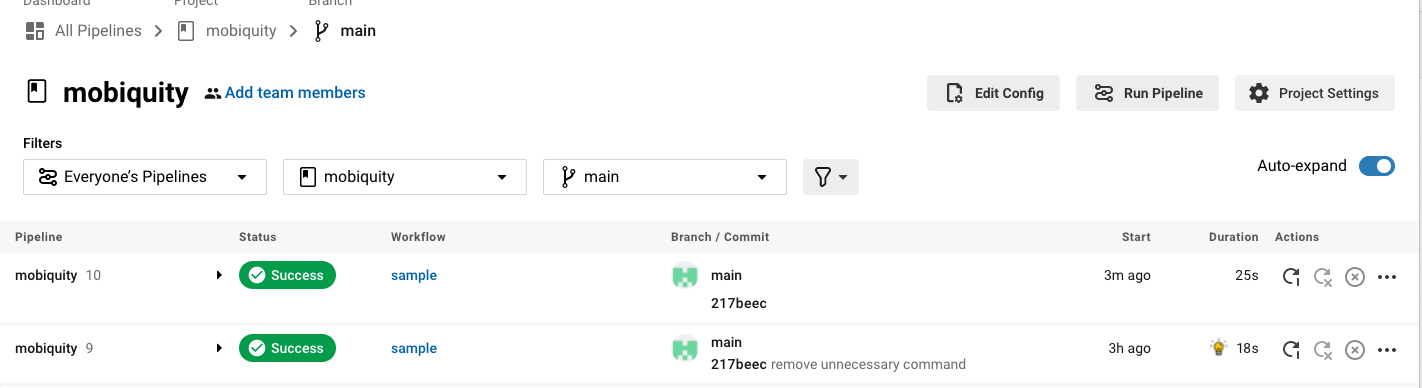 Dashboard Project Branch
All Pipelines mobiquity main
mobiquity Add team members Edit Config Run Pipeline Project Settings
Filters
Everyone’s Pipelines mobiquity main Auto-expand
Pipeline Status Workflow Branch / Commit Start Duration Actions
mobiquity 10 Success sample main 3m ago 25s
217beec
mobiquity 9 Success sample main 3h ago 18s
217beec remove unnecessary command